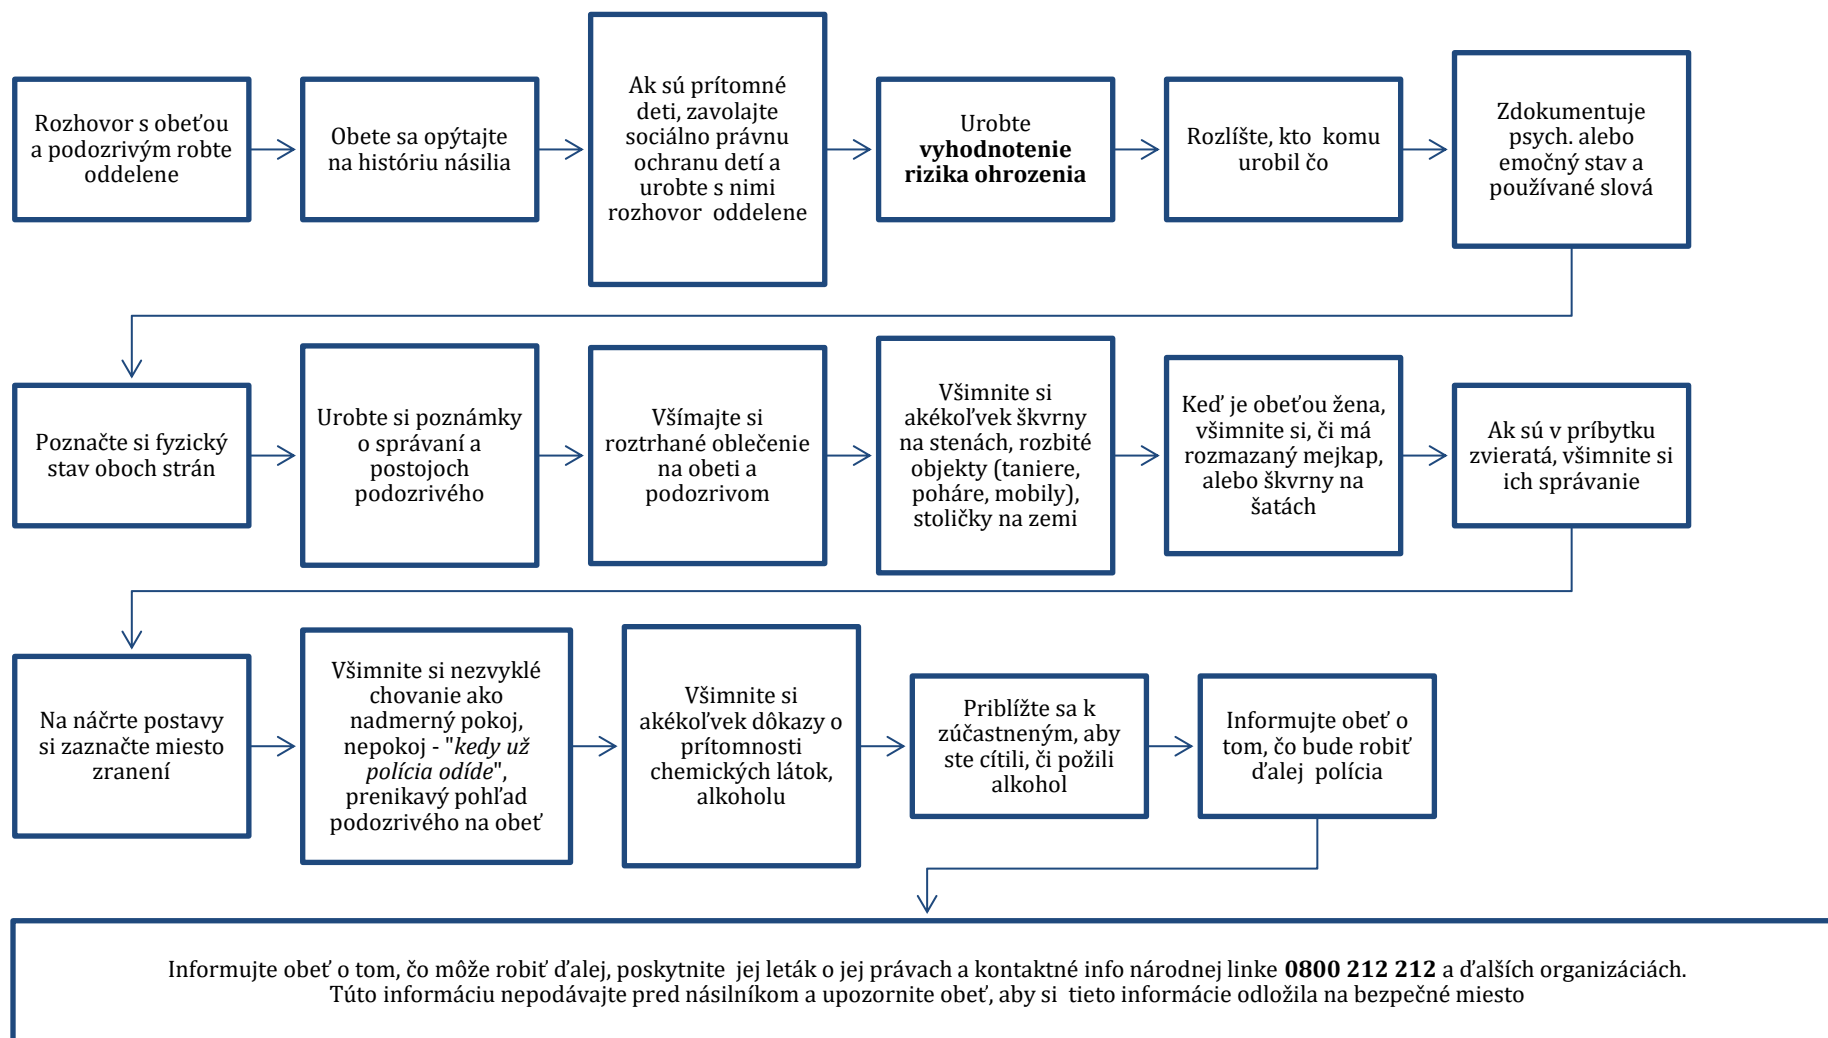 Rozhovor s obeťou
a podozrivým robte
oddelene
Obete sa opýtajte
na históriu násilia
Ak sú prítomné
deti, zavolajte
sociálno právnu
ochranu detí a
urobte s nimi
rozhovor oddelene
Urobte
vyhodnotenie
rizika ohrozenia
Rozlíšte, kto komu
urobil čo
Zdokumentuje
psych. alebo
emočný stav a
používané slová
Poznačte si fyzický
stav oboch strán
Urobte si poznámky
o správaní a
postojoch
podozrivého
Všímajte si
roztrhané oblečenie
na obeti a
podozrivom
Všimnite si
akékoľvek škvrny
na stenách, rozbité
objekty (taniere,
poháre, mobily),
stoličky na zemi
Keď je obeťou žena,
všimnite si, či má
rozmazaný mejkap,
alebo škvrny na
šatách
Ak sú v príbytku
zvieratá, všimnite si
ich správanie
Na náčrte postavy
si zaznačte miesto
zranení
Všimnite si nezvyklé
chovanie ako
nadmerný pokoj,
nepokoj - "kedy už
polícia odíde",
prenikavý pohľad
podozrivého na obeť
Všimnite si
akékoľvek dôkazy o
prítomnosti
chemických látok,
alkoholu
Priblížte sa k
zúčastneným, aby
ste cítili, či požili
alkohol
Informujte obeť o
tom, čo bude robiť
ďalej polícia
Informujte obeť o tom, čo môže robiť ďalej, poskytnite jej leták o jej právach a kontaktné info národnej linke 0800 212 212 a ďalších organizáciách.
Túto informáciu nepodávajte pred násilníkom a upozornite obeť, aby si tieto informácie odložila na bezpečné miesto